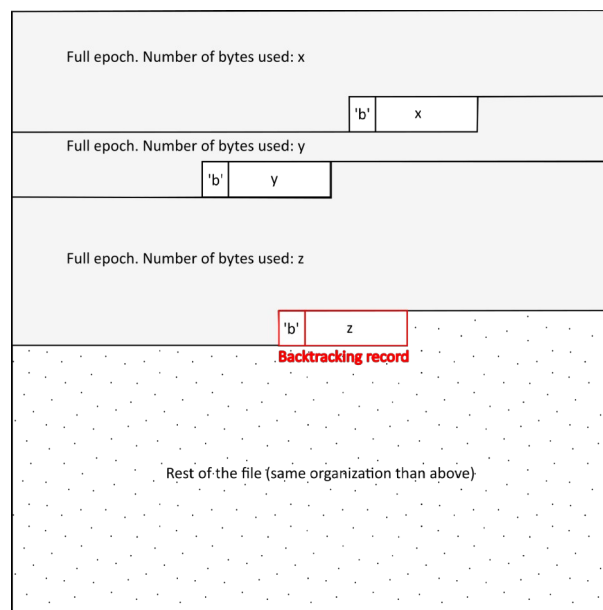 Full epoch. Number of bytes used: x
'b' x
Full epoch. Number of bytes used: y
'b' y
Full epoch. Number of bytes used: z
'b' z
Backtracking record
Rest of the file (same organization than above)